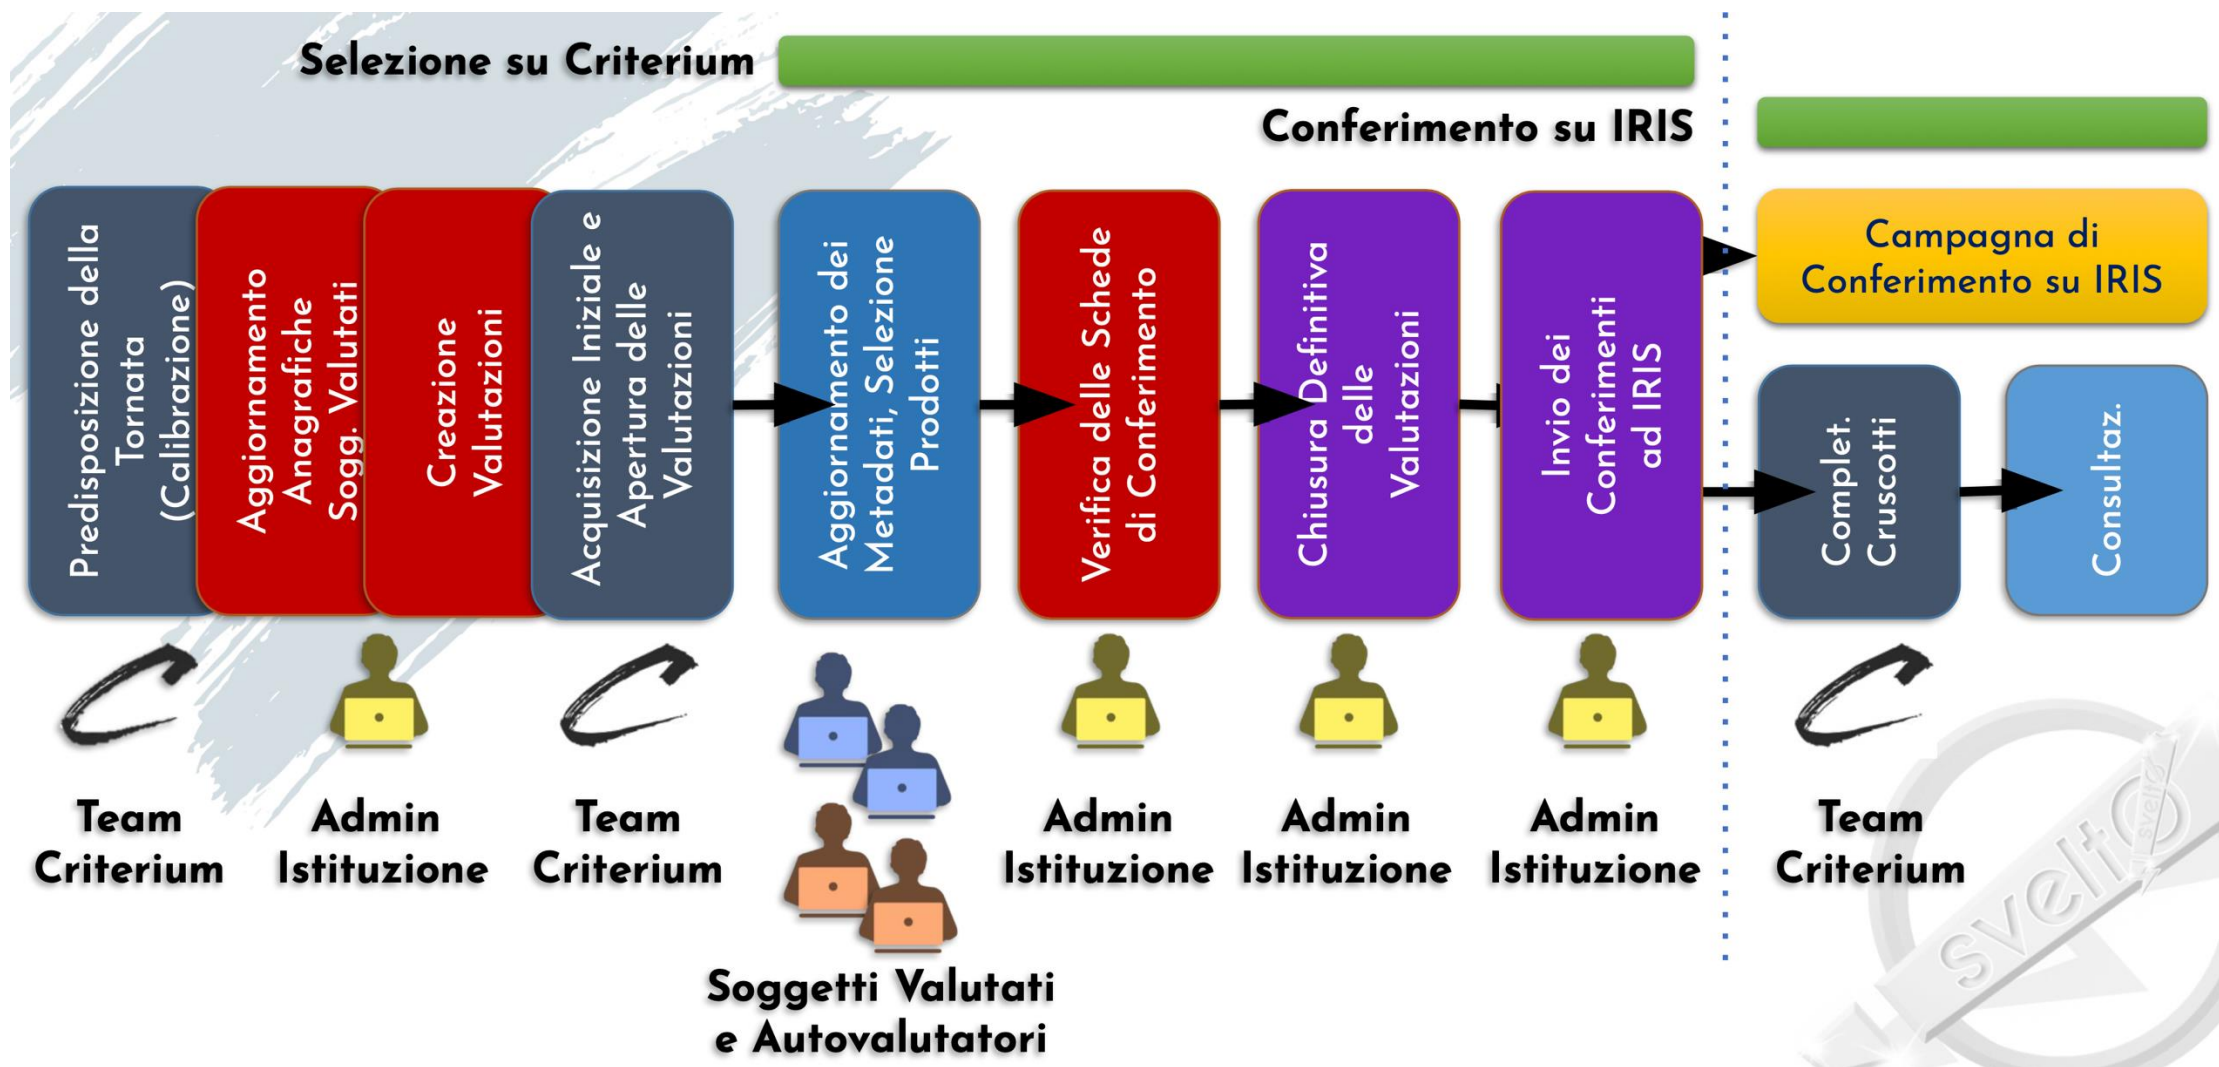 Selezione su Criterium
Conferimento su IRIS
Predisposizione della
Tornata
(Calibrazione)
Aggiornamento
Anagrafiche
Sogg. Valutati
Creazione
Valutazioni
Acquisizione Iniziale e
Apertura delle
Valutazioni
Aggiornamento dei
Metadati, Selezione
Prodotti
Verifica delle Schede
di Conferimento
Chiusura Definitiva
delle
Valutazioni
Invio dei
Conferimenti
ad IRIS
Campagna di
Conferimento su IRIS
Complet.
Cruscotti
Consultaz.
Team
Criterium
Admin
Istituzione
Team
Criterium
Soggetti Valutati
e Autovalutatori
Admin
Istituzione
Admin
Istituzione
Admin
Istituzione
Team
Criterium
svelto
svelto